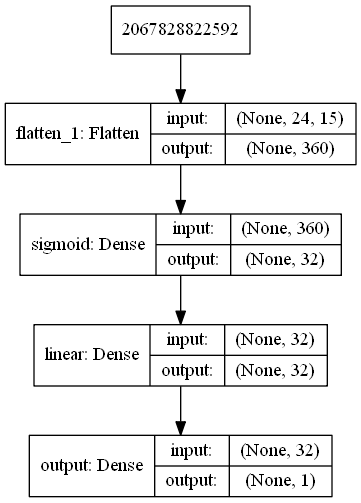 2067828822592
flatten_1: Flatten
input:
(None, 24, 15)
output:
(None, 360)
sigmoid: Dense
input:
(None, 360)
output:
(None, 32)
linear: Dense
input:
(None, 32)
output:
(None, 32)
output: Dense
input:
(None, 32)
output:
(None, 1)